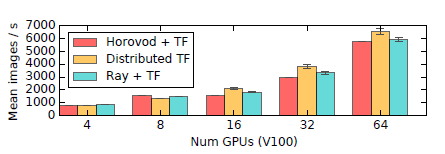 7000
6000
5000
4000
3000
2000
1000
0
Mean images / s
Horovod + TF
Distributed TF
Ray + TF
4 8 16 32 64
Num GPUs (V100)